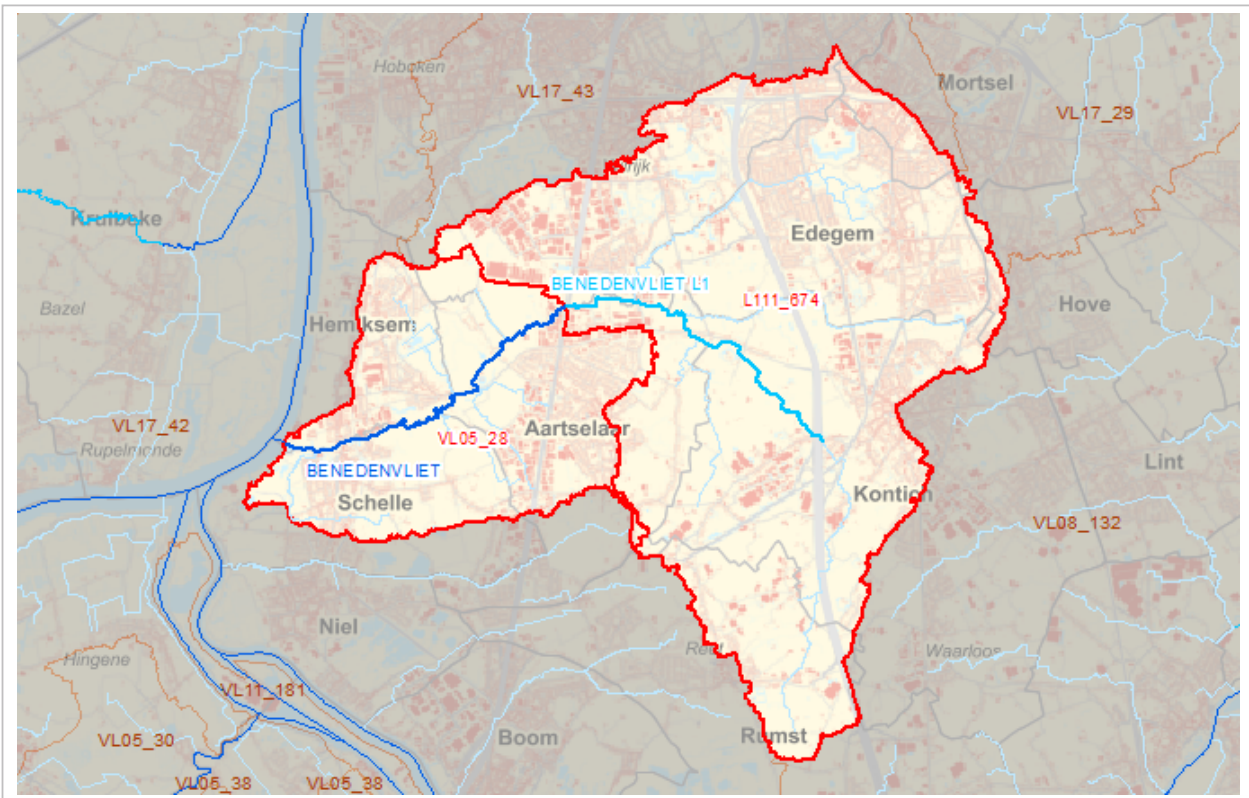 Hoboken
Mortsel
VL17_43
VL17_29
Kruibeke
Edegem
BENEDENVLIET L1
L111_674
Bazel
Hemiksem
Hove
VL17_42
Aartselaar
VL05_28
Rupelmonde
BENEDENVLIET
Lint
Schelle
Kontich
VL08_132
Niel
Hingene
Waarloos
VL11_181
VL05_30
Boom
Rumst
VL05_38
VL05_38